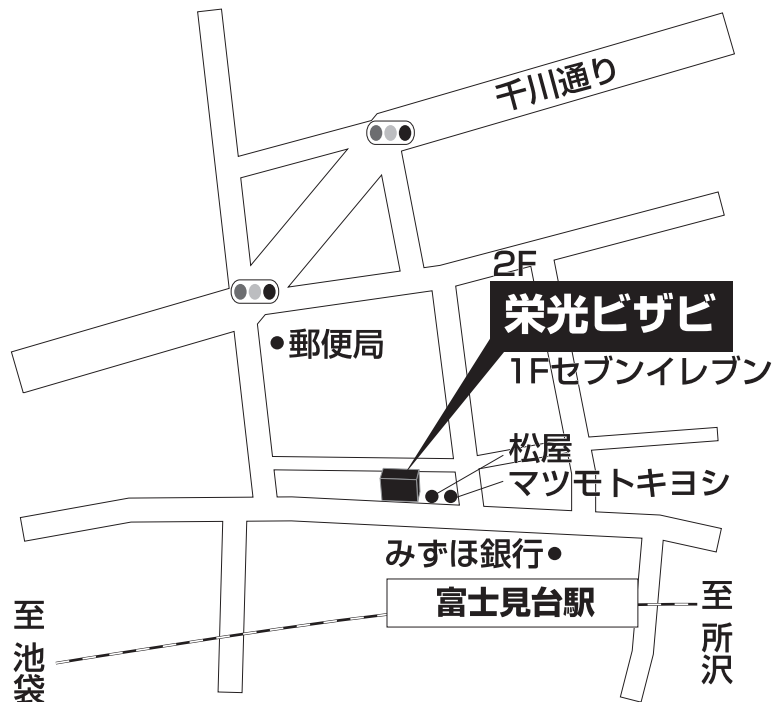 千川通り
2F
栄光ビザビ
1Fセブンイレブン
●郵便局
松屋
マツモトキヨシ
みずほ銀行●
富士見台駅
至 池袋
至 所沢